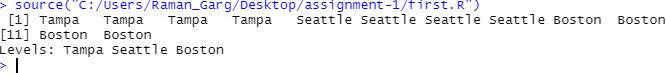 > source("C:/Users/Raman_Garg/Desktop/assignment-1/first.R")
 [1] Tampa   Tampa   Tampa   Tampa   Seattle Seattle Seattle Seattle Boston  Boston
[11] Boston  Boston
Levels: Tampa Seattle Boston
>